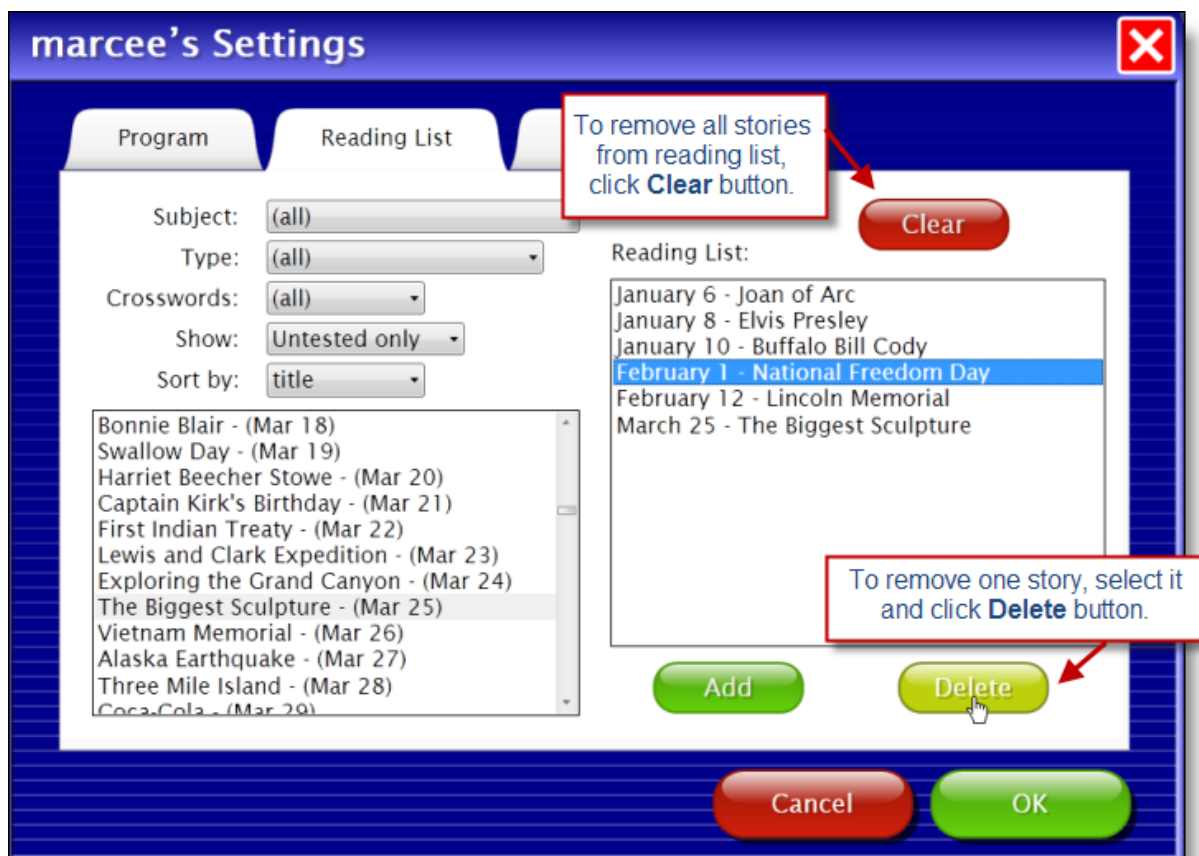 marcee's Settings
Program
Reading List
To remove all stories
from reading list,
click Clear button.
Subject: (all)
Type: (all)
Crosswords: (all)
Show: Untested only
Sort by: title
Bonnie Blair - (Mar 18)
Swallow Day - (Mar 19)
Harriet Beecher Stowe - (Mar 20)
Captain Kirk's Birthday - (Mar 21)
First Indian Treaty - (Mar 22)
Lewis and Clark Expedition - (Mar 23)
Exploring the Grand Canyon - (Mar 24)
The Biggest Sculpture - (Mar 25)
Vietnam Memorial - (Mar 26)
Alaska Earthquake - (Mar 27)
Three Mile Island - (Mar 28)
Coca-Cola - (Mar 29)
Clear
Reading List:
January 6 - Joan of Arc
January 8 - Elvis Presley
January 10 - Buffalo Bill Cody
February 1 - National Freedom Day
February 12 - Lincoln Memorial
March 25 - The Biggest Sculpture
To remove one story, select it
and click Delete button.
Add
Delete
Cancel
OK